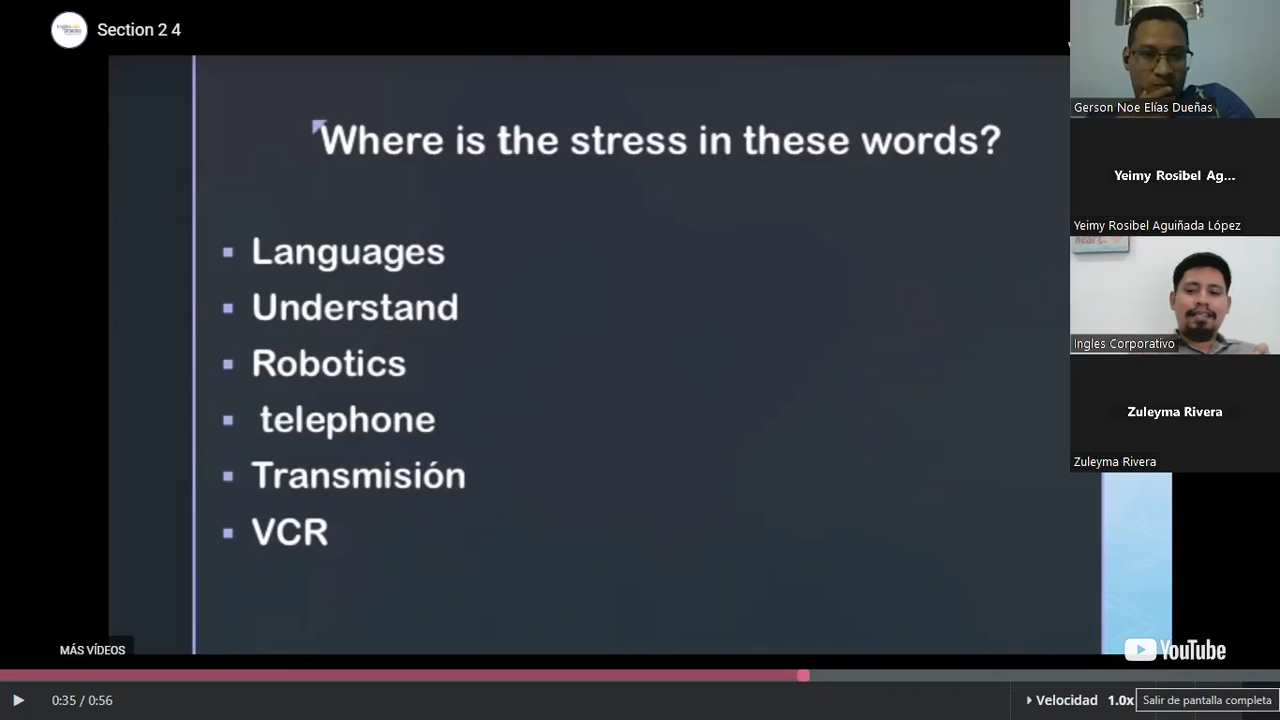 Section 2 4
Where is the stress in these words?
Languages
Understand
Robotics
telephone
Transmisión
VCR
Gerson Noe Elías Dueñas
Yeimy Rosibel Ag...
Yeimy Rosibel Aguiñada López
Ingles Corporativo
Zuleyma Rivera
Zuleyma Rivera
MÁS VÍDEOS
YouTube
0:35 / 0:56
Velocidad 1.0x
Salir de pantalla completa